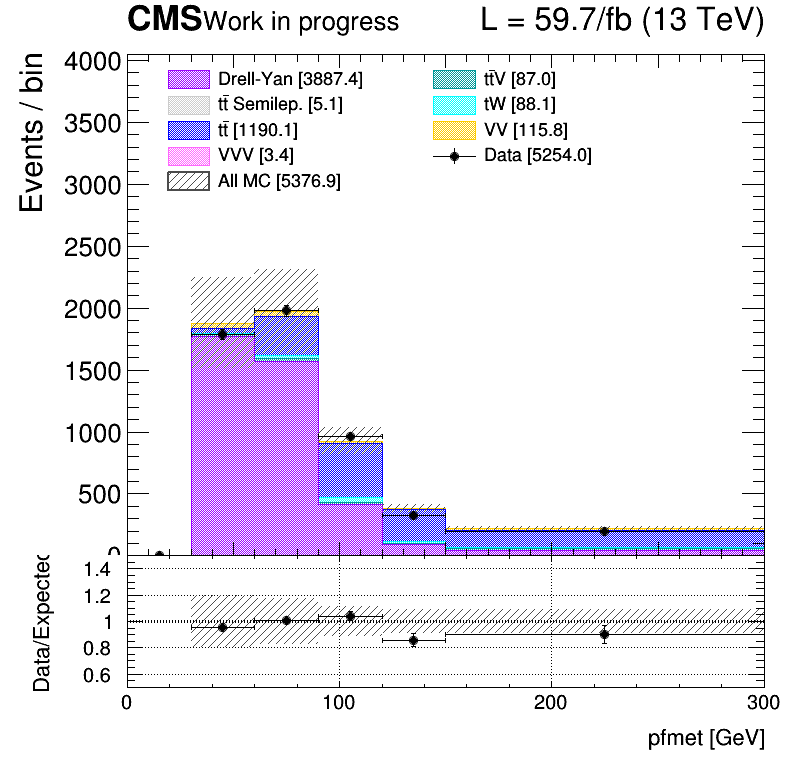 CMS Work in progress L = 59.7/fb (13 TeV)
Events / bin
4000
3500
3000
2500
2000
1500
1000
500
0
Drell-Yan [3887.4]
tt̄ Semilep. [5.1]
tt̄ [1190.1]
VVV [3.4]
All MC [5376.9]
tt̄V [87.0]
tW [88.1]
VV [115.8]
Data [5254.0]
Data/Expected
1.4
1.2
1
0.8
0.6
0 100 200 300
pfmet [GeV]